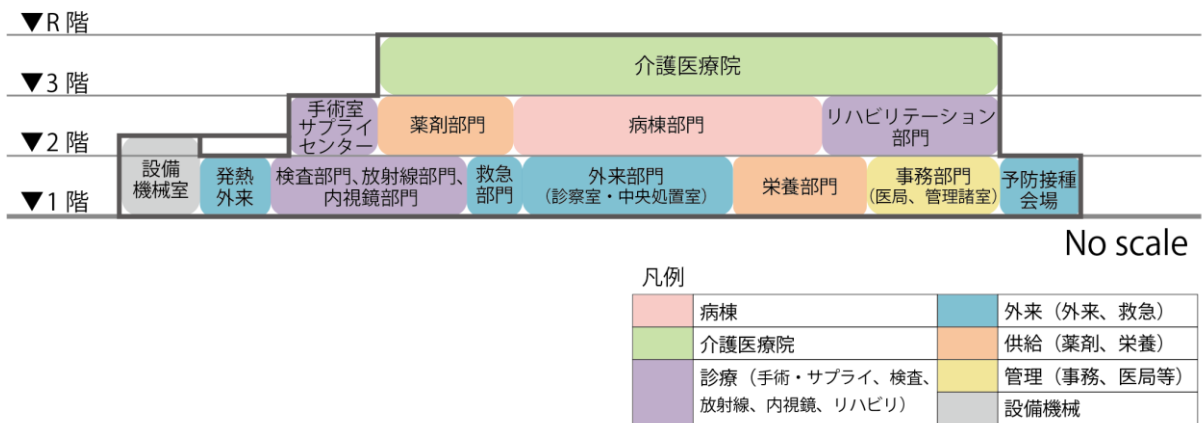 ▼R 階
介護医療院
▼3 階
手術室
サプライ
センター
薬剤部門
病棟部門
リハビリテーション
部門
▼2 階
設備
機械室
発熱
外来
検査部門、放射線部門、
内視鏡部門
救急
部門
外来部門
(診察室・中央処置室)
栄養部門
事務部門
(医局、管理諸室)
予防接種
会場
▼1 階
No scale
凡例
病棟
外来（外来、救急）
介護医療院
供給（薬剤、栄養）
診療（手術・サプライ、検査、
放射線、内視鏡、リハビリ）
管理（事務、医局等）
設備機械